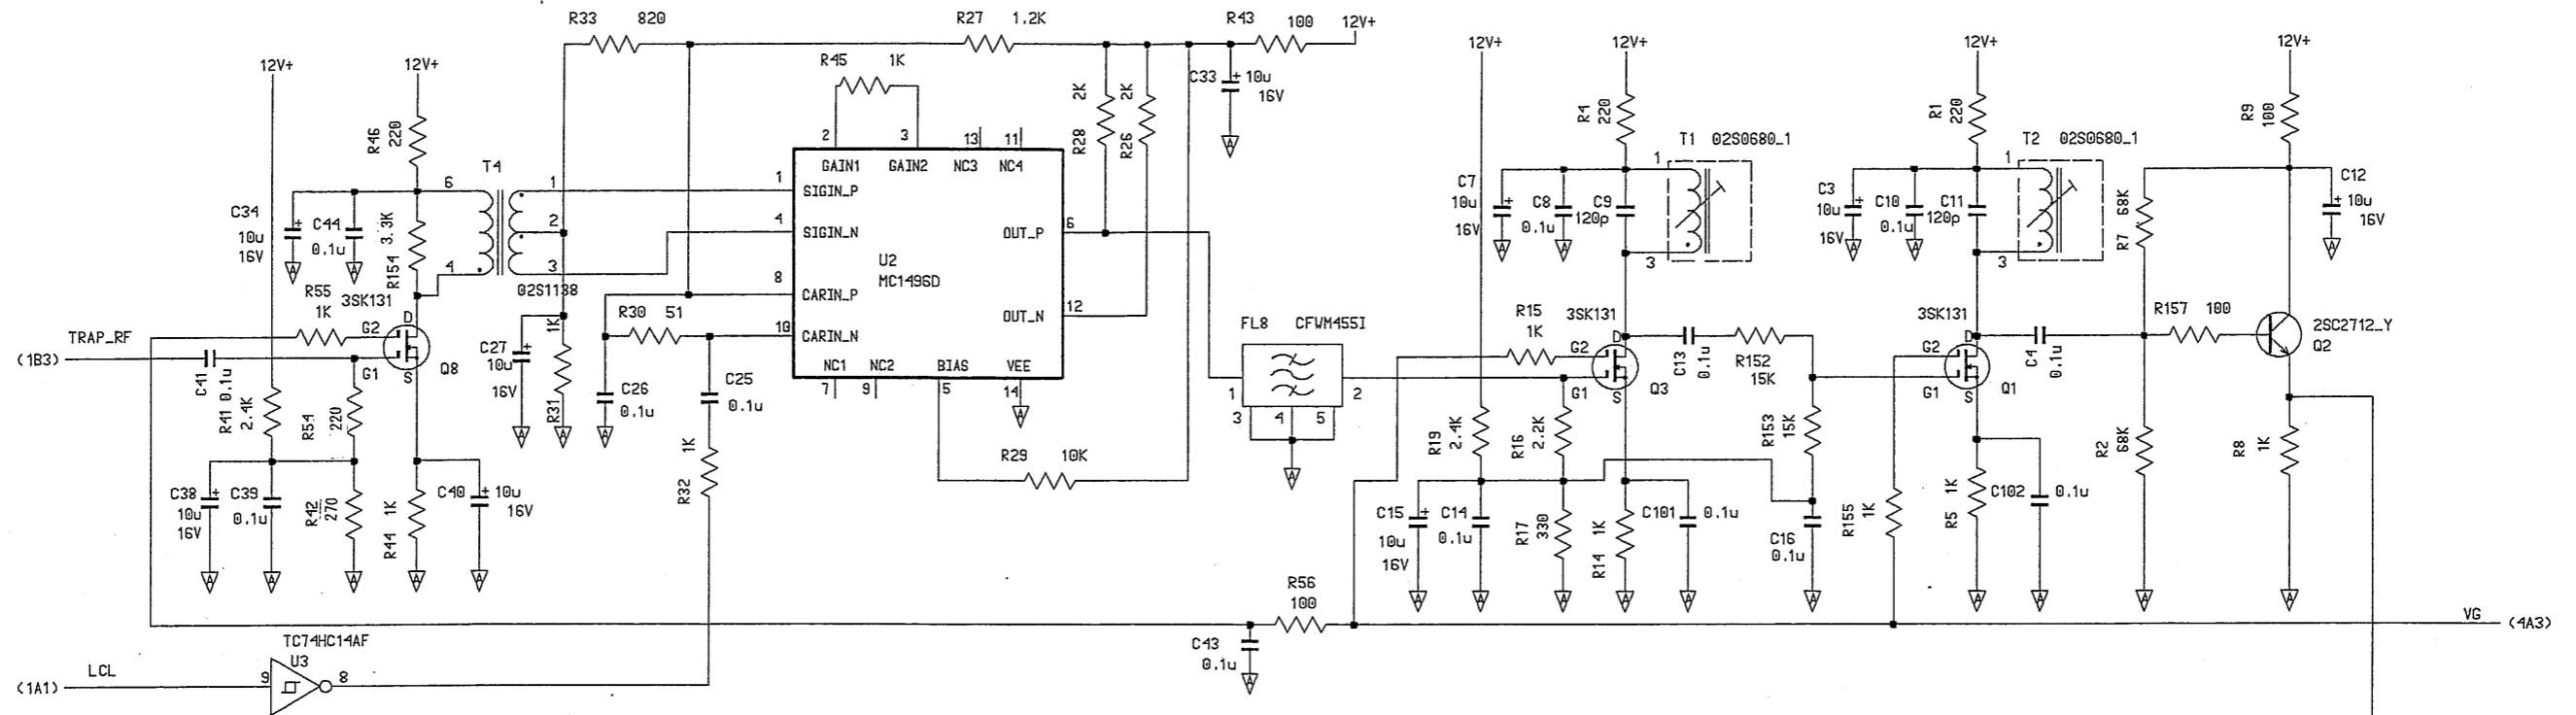 R33 820
R27 1.2K
R43 100 12V+
12V+
12V+
R45 1K
C33 + 10u
16V
12V+
12V+
12V+
12V+
R46 220
2 3 13 11
GAIN1 GAIN2 NC3 NC4
R28 2K
R26 2K
R4 220
T1 02S0680_1
R1 220
T2 02S0680_1
R9 100
T4
6 1
1 SIGIN_P
2
4 SIGIN_N
4 3
02S1138
C34 + 10u 16V
C44 0.1u
R154 3.3K
U2
MC1496D
OUT_P 6
8 CARIN_P
OUT_N 12
10 CARIN_N
NC1 NC2 BIAS VEE
7 9 5 14
C7 10u + 16V
C8 0.1u
C9 120p
1
3
C3 10u + 16V
C10 0.1u
C11 120p
1
3
R7 68K
C12
+ 10u
16V
R55 1K
3SK131
D
G2
G1
S
Q8
TRAP_RF
(1B3)
C41 0.1u
R41 2.4K
R54 220
C27 + 10u 16V
R31 1K
R30 51
C26 0.1u
C25 0.1u
R32 1K
R29 10K
FL8 CFWM455I
1 2
3 4 5
R15 1K
3SK131
D
G2
G1
S
Q3
C13 0.1u
R152 15K
R153 15K
3SK131
D
G2
G1
S
Q1
C4 0.1u
R157 100
2SC2712_Y
Q2
R19 2.4K
R16 2.2K
R2 68K
R8 1K
C38 + 10u 16V
C39 0.1u
R42 270
R44 1K
C40 + 10u
16V
C15 + 10u 16V
C14 0.1u
R17 330
R14 1K
C101 0.1u
C16 0.1u
R155 1K
R5 1K
C102 0.1u
A A A A A A A A A A A A A A A A A A A A A A A A A A A
R56 100
C43 0.1u
VG (4A3)
TC74HC14AF
U3
LCL
(1A1)
9 8